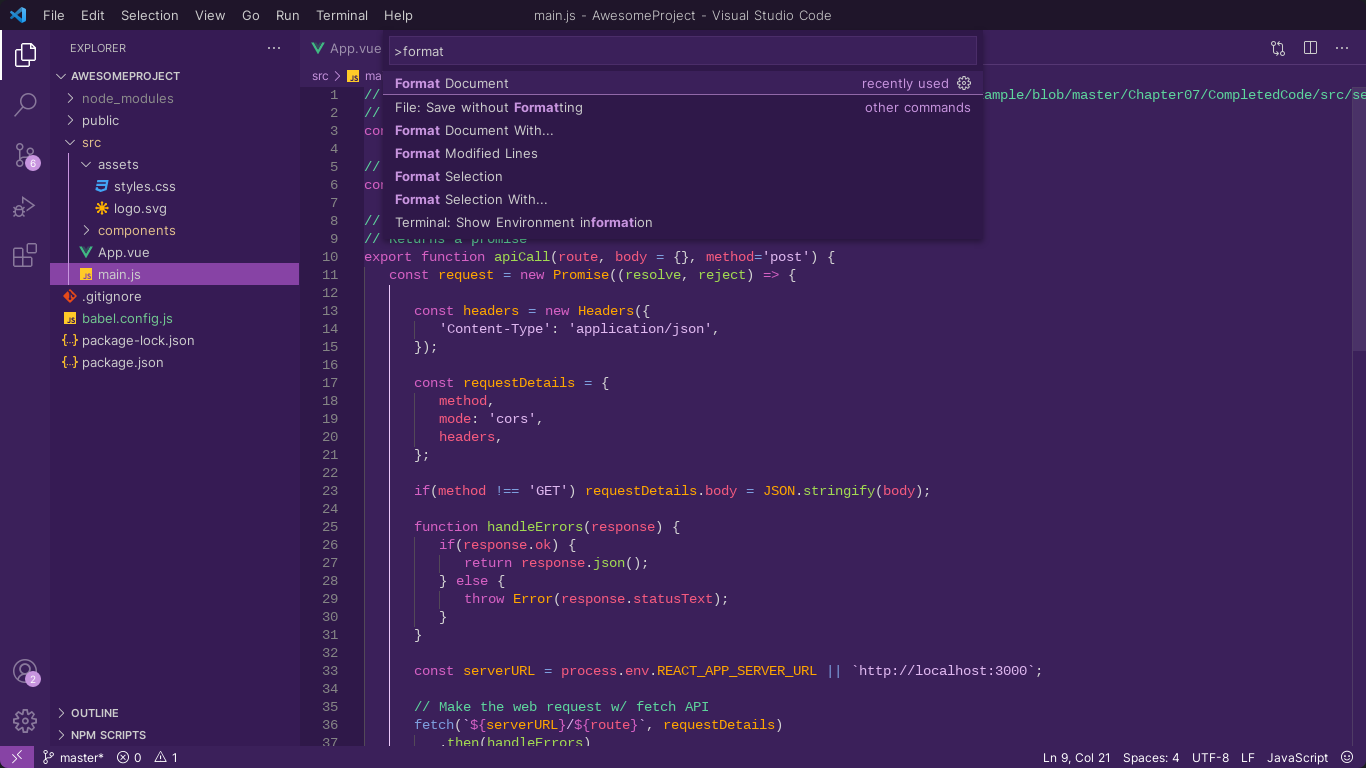 File Edit Selection View Go Run Terminal Help
main.js - AwesomeProject - Visual Studio Code
EXPLORER
AWESOMEPROJECT
node_modules
public
src
assets
styles.css
logo.svg
components
App.vue
main.js
.gitignore
babel.config.js
package-lock.json
package.json
OUTLINE
NPM SCRIPTS
6
2
App.vue
>format
Format Document recently used
File: Save without Formatting other commands
Format Document With...
Format Modified Lines
Format Selection
Format Selection With...
Terminal: Show Environment information
src JS
1 // ample/blob/master/Chapter07/CompletedCode/src/se
2 //
3
4
5 //
6
7
8 //
9 // Returns a promise
10 export function apiCall(route, body = {}, method='post') {
11 const request = new Promise((resolve, reject) => {
12
13 const headers = new Headers({
14 'Content-Type': 'application/json',
15 });
16
17 const requestDetails = {
18 method,
19 mode: 'cors',
20 headers,
21 };
22
23 if(method !== 'GET') requestDetails.body = JSON.stringify(body);
24
25 function handleErrors(response) {
26 if(response.ok) {
27 return response.json();
28 } else {
29 throw Error(response.statusText);
30 }
31 }
32
33 const serverURL = process.env.REACT_APP_SERVER_URL || `http://localhost:3000`;
34
35 // Make the web request w/ fetch API
36 fetch(`${serverURL}/${route}`, requestDetails)
37 .then(handleErrors)
master* 0 1
Ln 9, Col 21 Spaces: 4 UTF-8 LF JavaScript